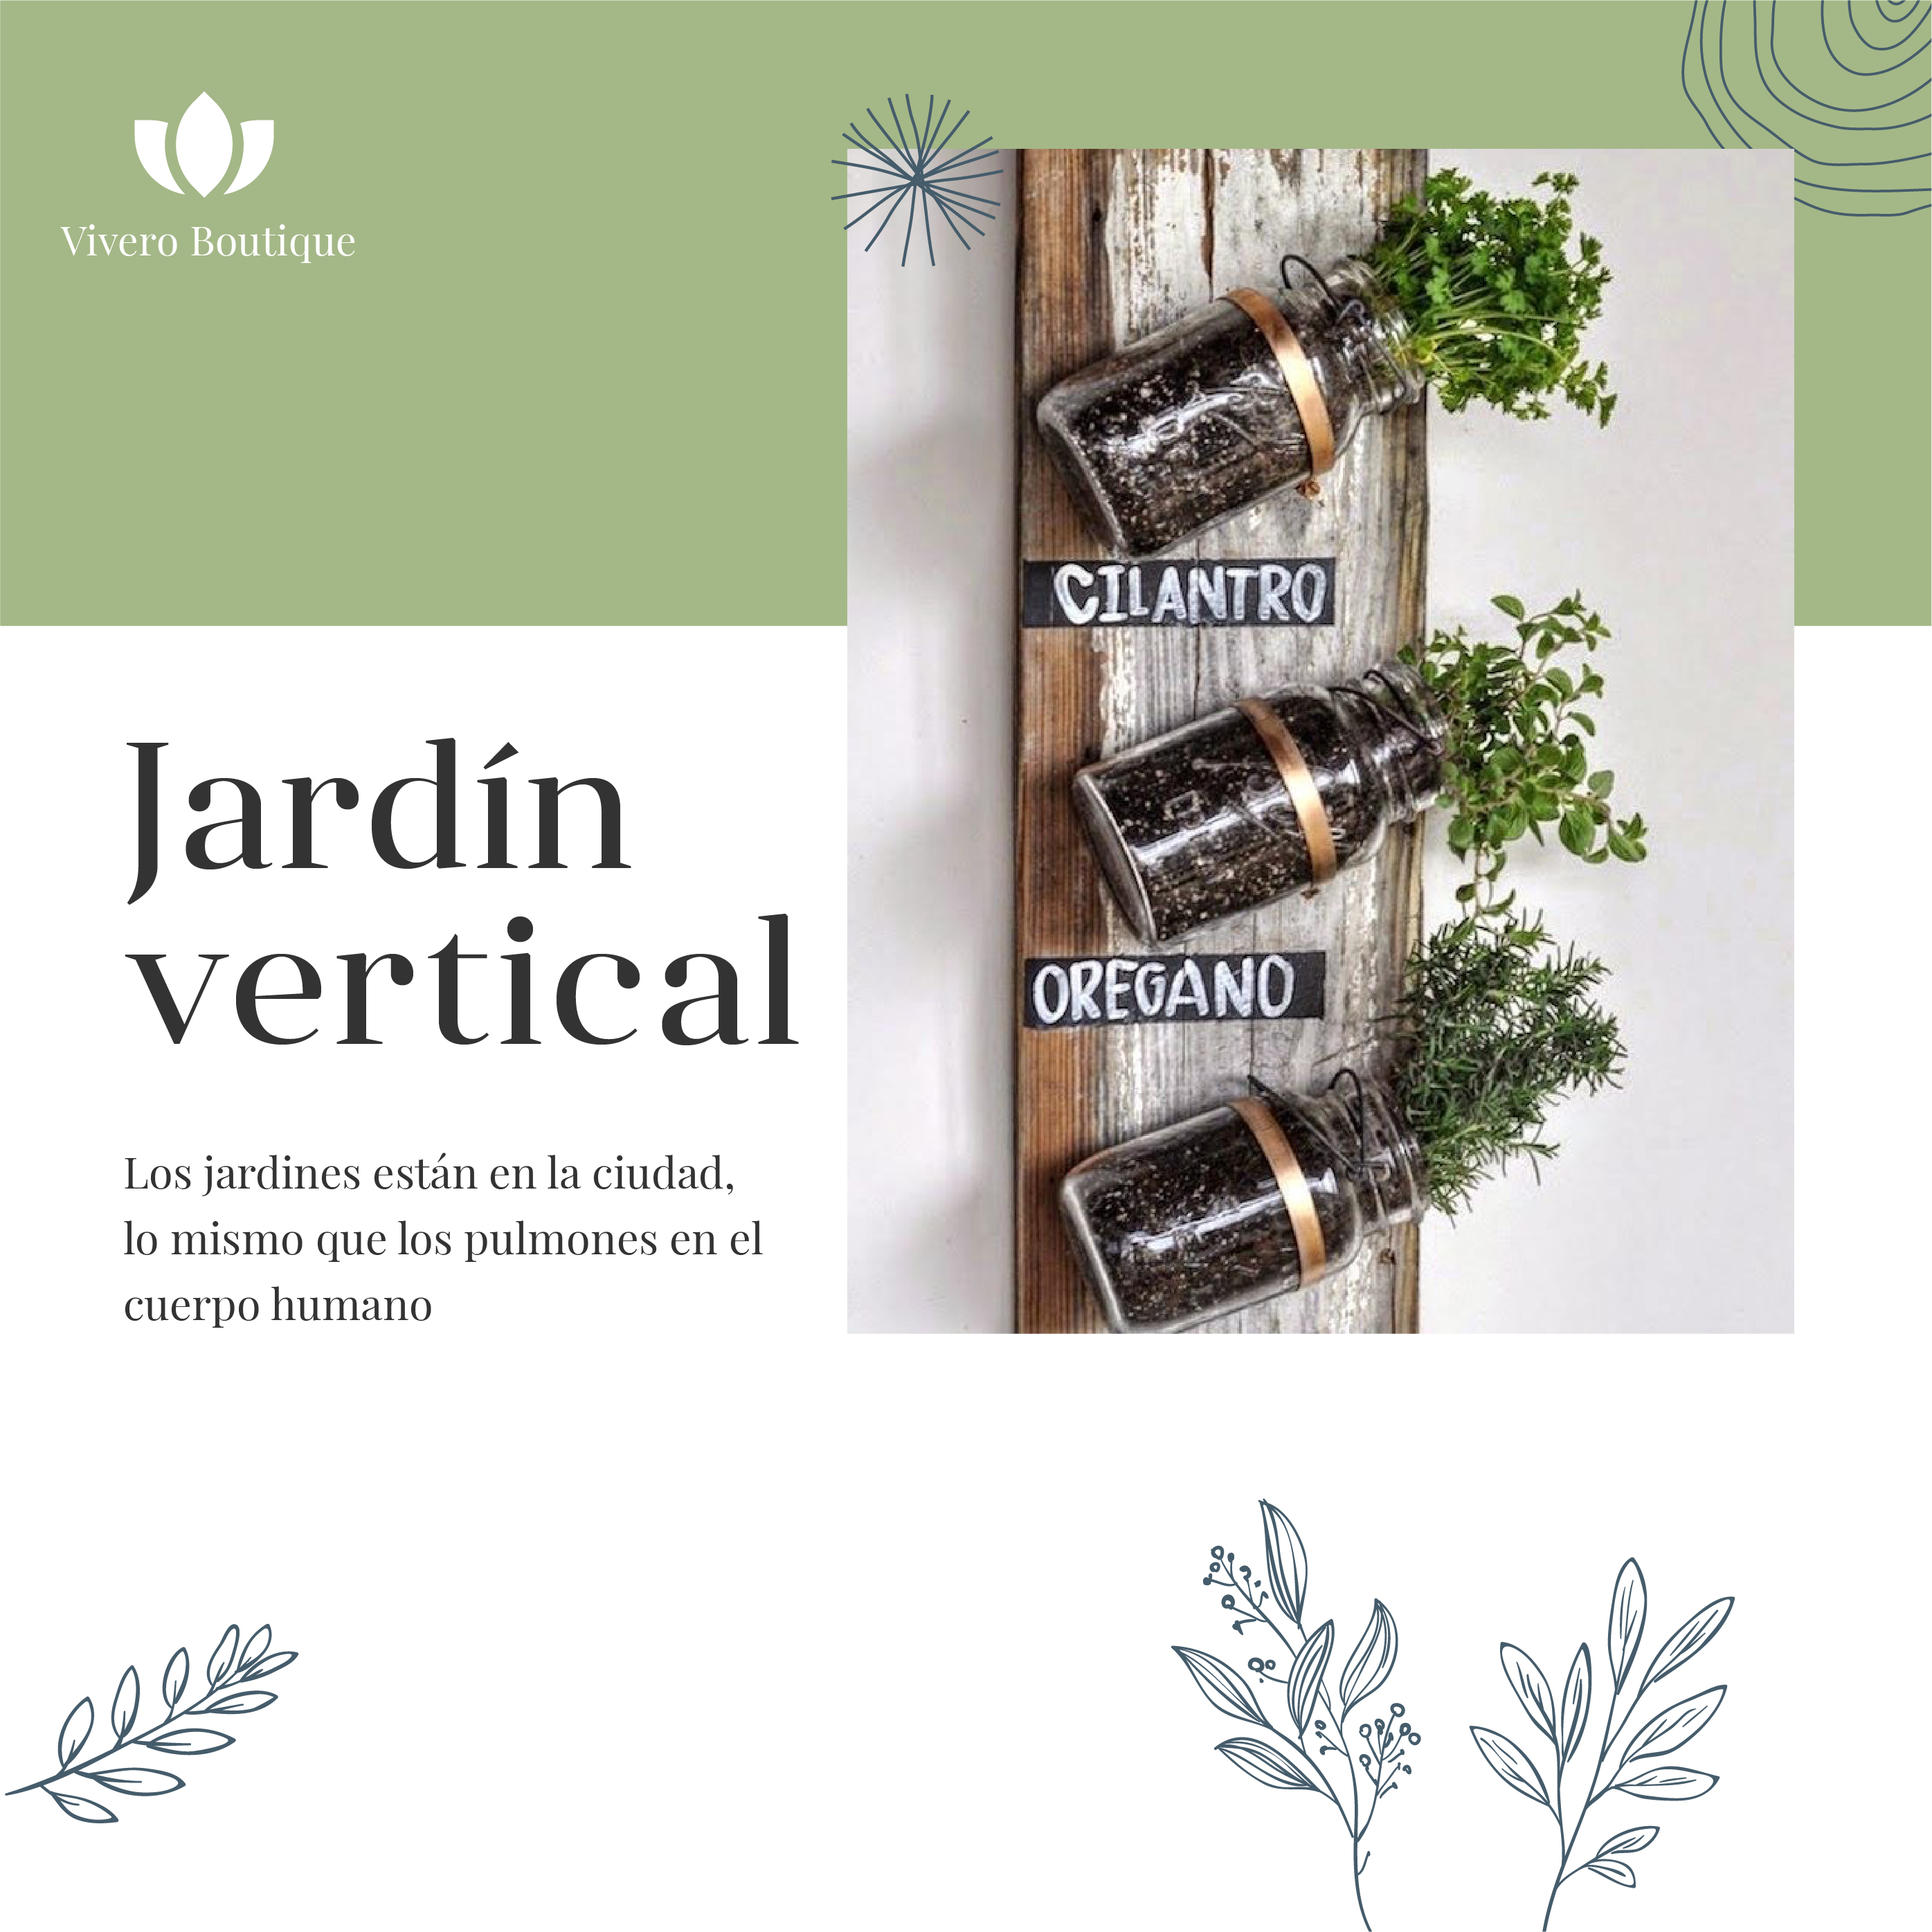 Vivero Boutique
CILANTRO
OREGANO
Jardín
vertical
Los jardines están en la ciudad,
lo mismo que los pulmones en el
cuerpo humano